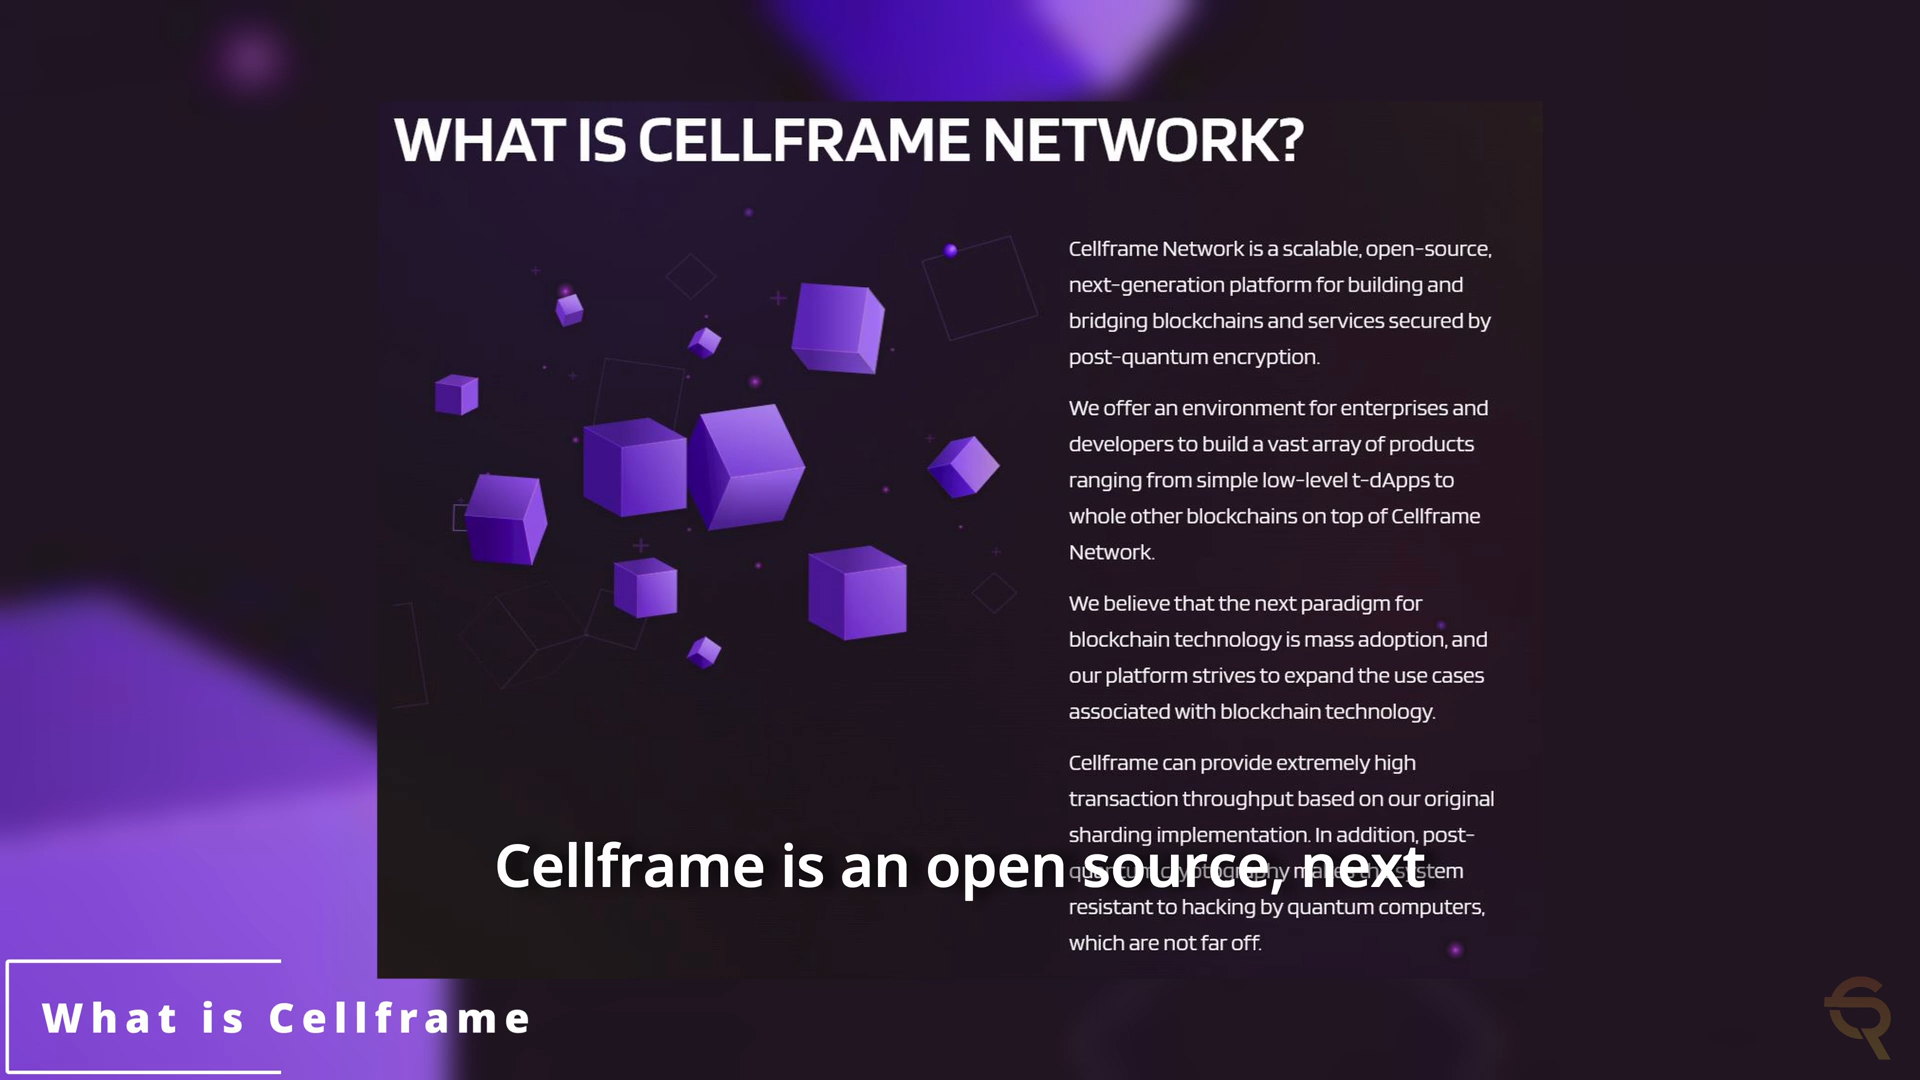 WHAT IS CELLFRAME NETWORK?
Cellframe Network is a scalable, open-source,
next-generation platform for building and
bridging blockchains and services secured by
post-quantum encryption.
We offer an environment for enterprises and
developers to build a vast array of products
ranging from simple low-level t-dApps to
whole other blockchains on top of Cellframe
Network.
We believe that the next paradigm for
blockchain technology is mass adoption, and
our platform strives to expand the use cases
associated with blockchain technology.
Cellframe can provide extremely high
transaction throughput based on our original
sharding implementation. In addition, post-
quantum cryptography makes the system
resistant to hacking by quantum computers,
which are not far off.
Cellframe is an open source, next
What is Cellframe